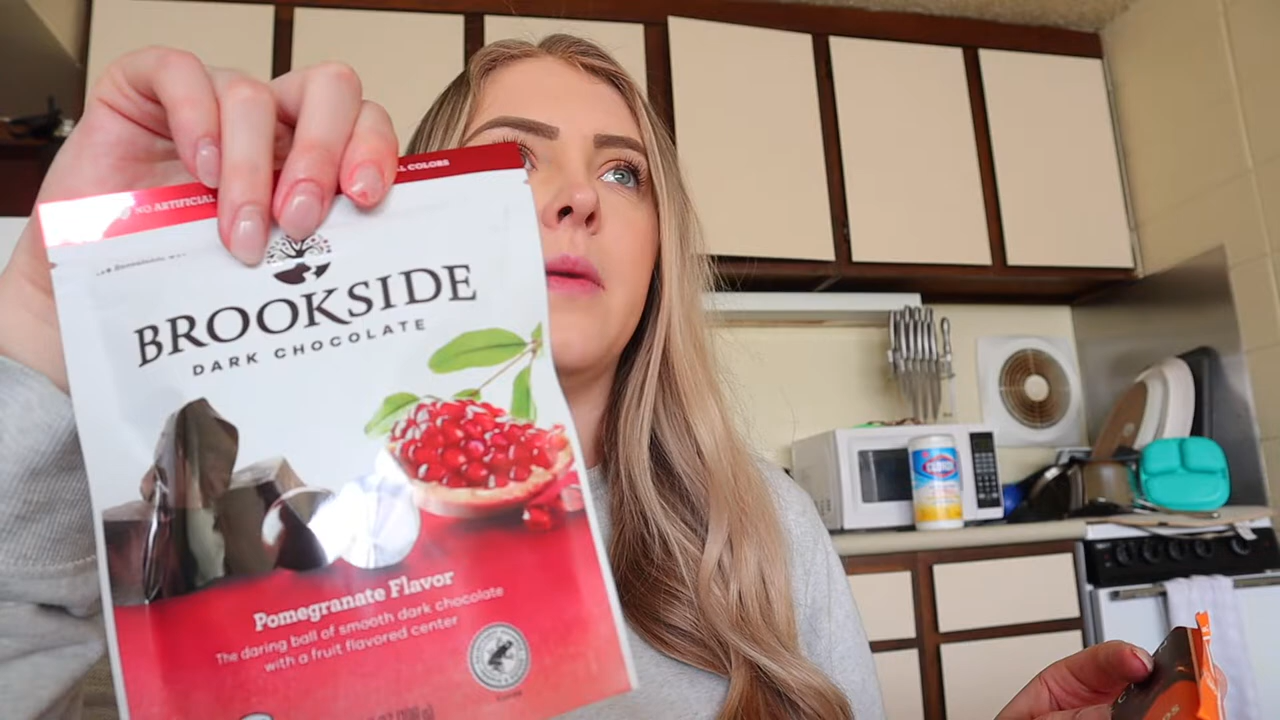 NO ARTIFICIAL
L COLORS
BROOKSIDE
DARK CHOCOLATE
Pomegranate Flavor
The daring ball of smooth dark chocolate
with a fruit flavored center
CLOROX